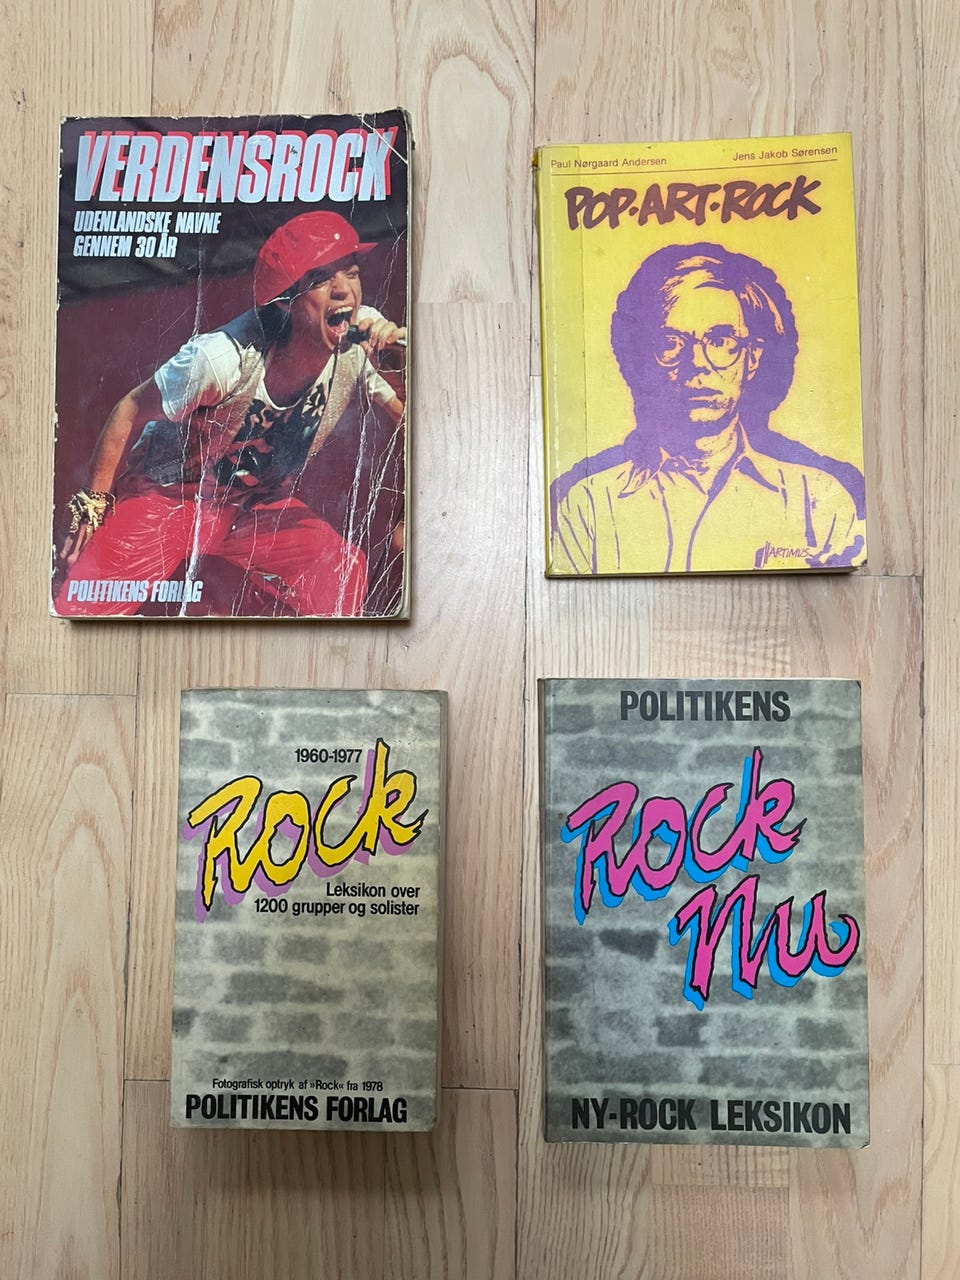 VERDENSROCK
UDENLANDSKE NAVNE
GENNEM 30 ÅR
POLITIKENS FORLAG
Paul Nørgaard Andersen
Jens Jakob Sørensen
POP·ART·ROCK
MARTIMUS
1960-1977
Rock
Leksikon over
1200 grupper og solister
Fotografisk optryk af »Rock« fra 1978
POLITIKENS FORLAG
POLITIKENS
Rock
Nu
NY-ROCK LEKSIKON